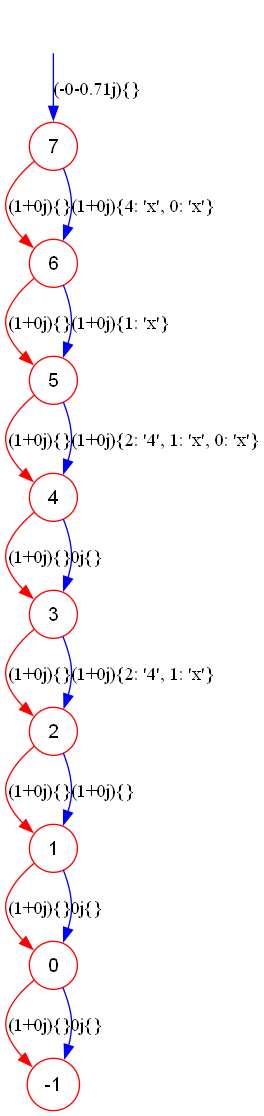 (-0-0.71j){}
7
(1+0j){} (1+0j){4: 'x', 0: 'x'}
6
(1+0j){} (1+0j){1: 'x'}
5
(1+0j){} (1+0j){2: '4', 1: 'x', 0: 'x'}
4
(1+0j){} 0j{}
3
(1+0j){} (1+0j){2: '4', 1: 'x'}
2
(1+0j){} (1+0j){}
1
(1+0j){} 0j{}
0
(1+0j){} 0j{}
-1